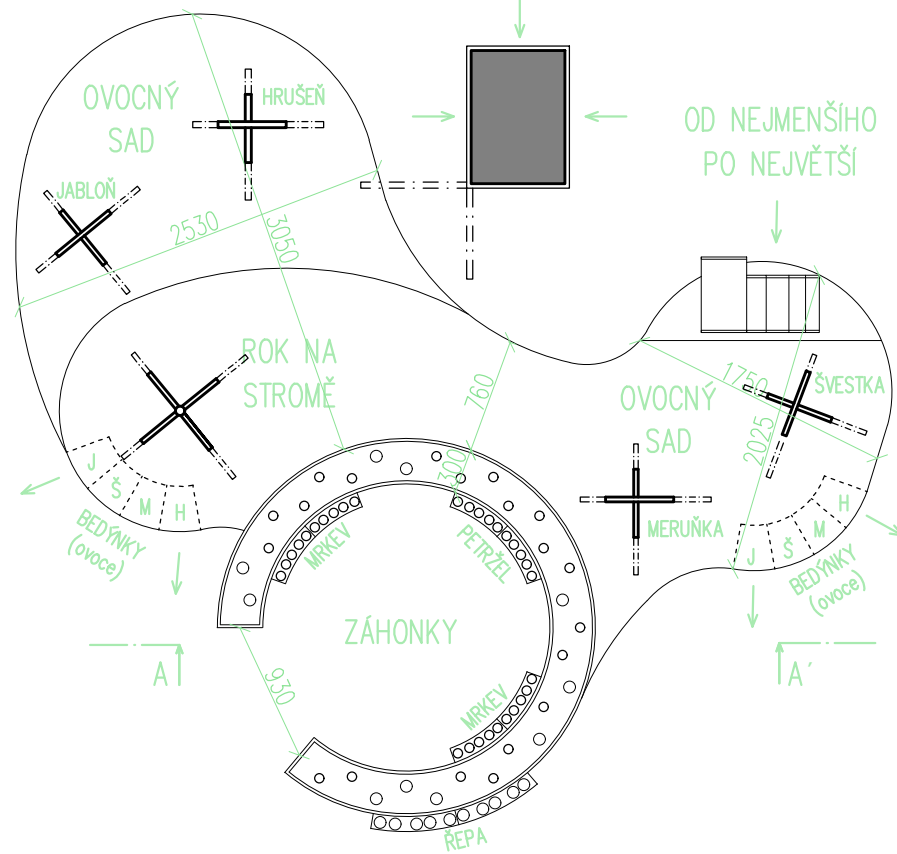 OVOCNÝ
SAD
HRUŠEŇ
JABLOŇ
2530
3050
OD NEJMENŠÍHO
PO NEJVĚTŠÍ
ROK NA
STROMĚ
760
300
1750
2025
OVOCNÝ
SAD
ŠVESTKA
MERUŇKA
J
Š
M
H
BEDÝNKY
(ovoce)
MRKEV
PETRŽEL
J
Š
M
H
BEDÝNKY
(ovoce)
ZÁHONKY
A
A´
930
MRKEV
ŘEPA